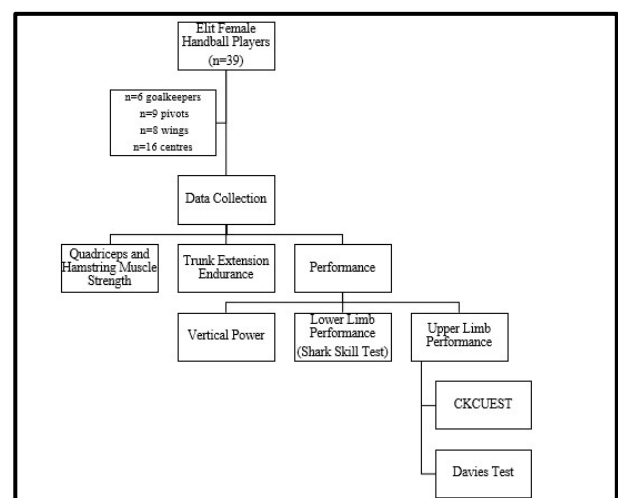 Elit Female
Handball Players
(n=39)
n=6 goalkeepers
n=9 pivots
n=8 wings
n=16 centres
Data Collection
Quadriceps and
Hamstring Muscle
Strength
Trunk Extension
Endurance
Performance
Vertical Power
Lower Limb
Performance
(Shark Skill Test)
Upper Limb
Performance
CKCUEST
Davies Test